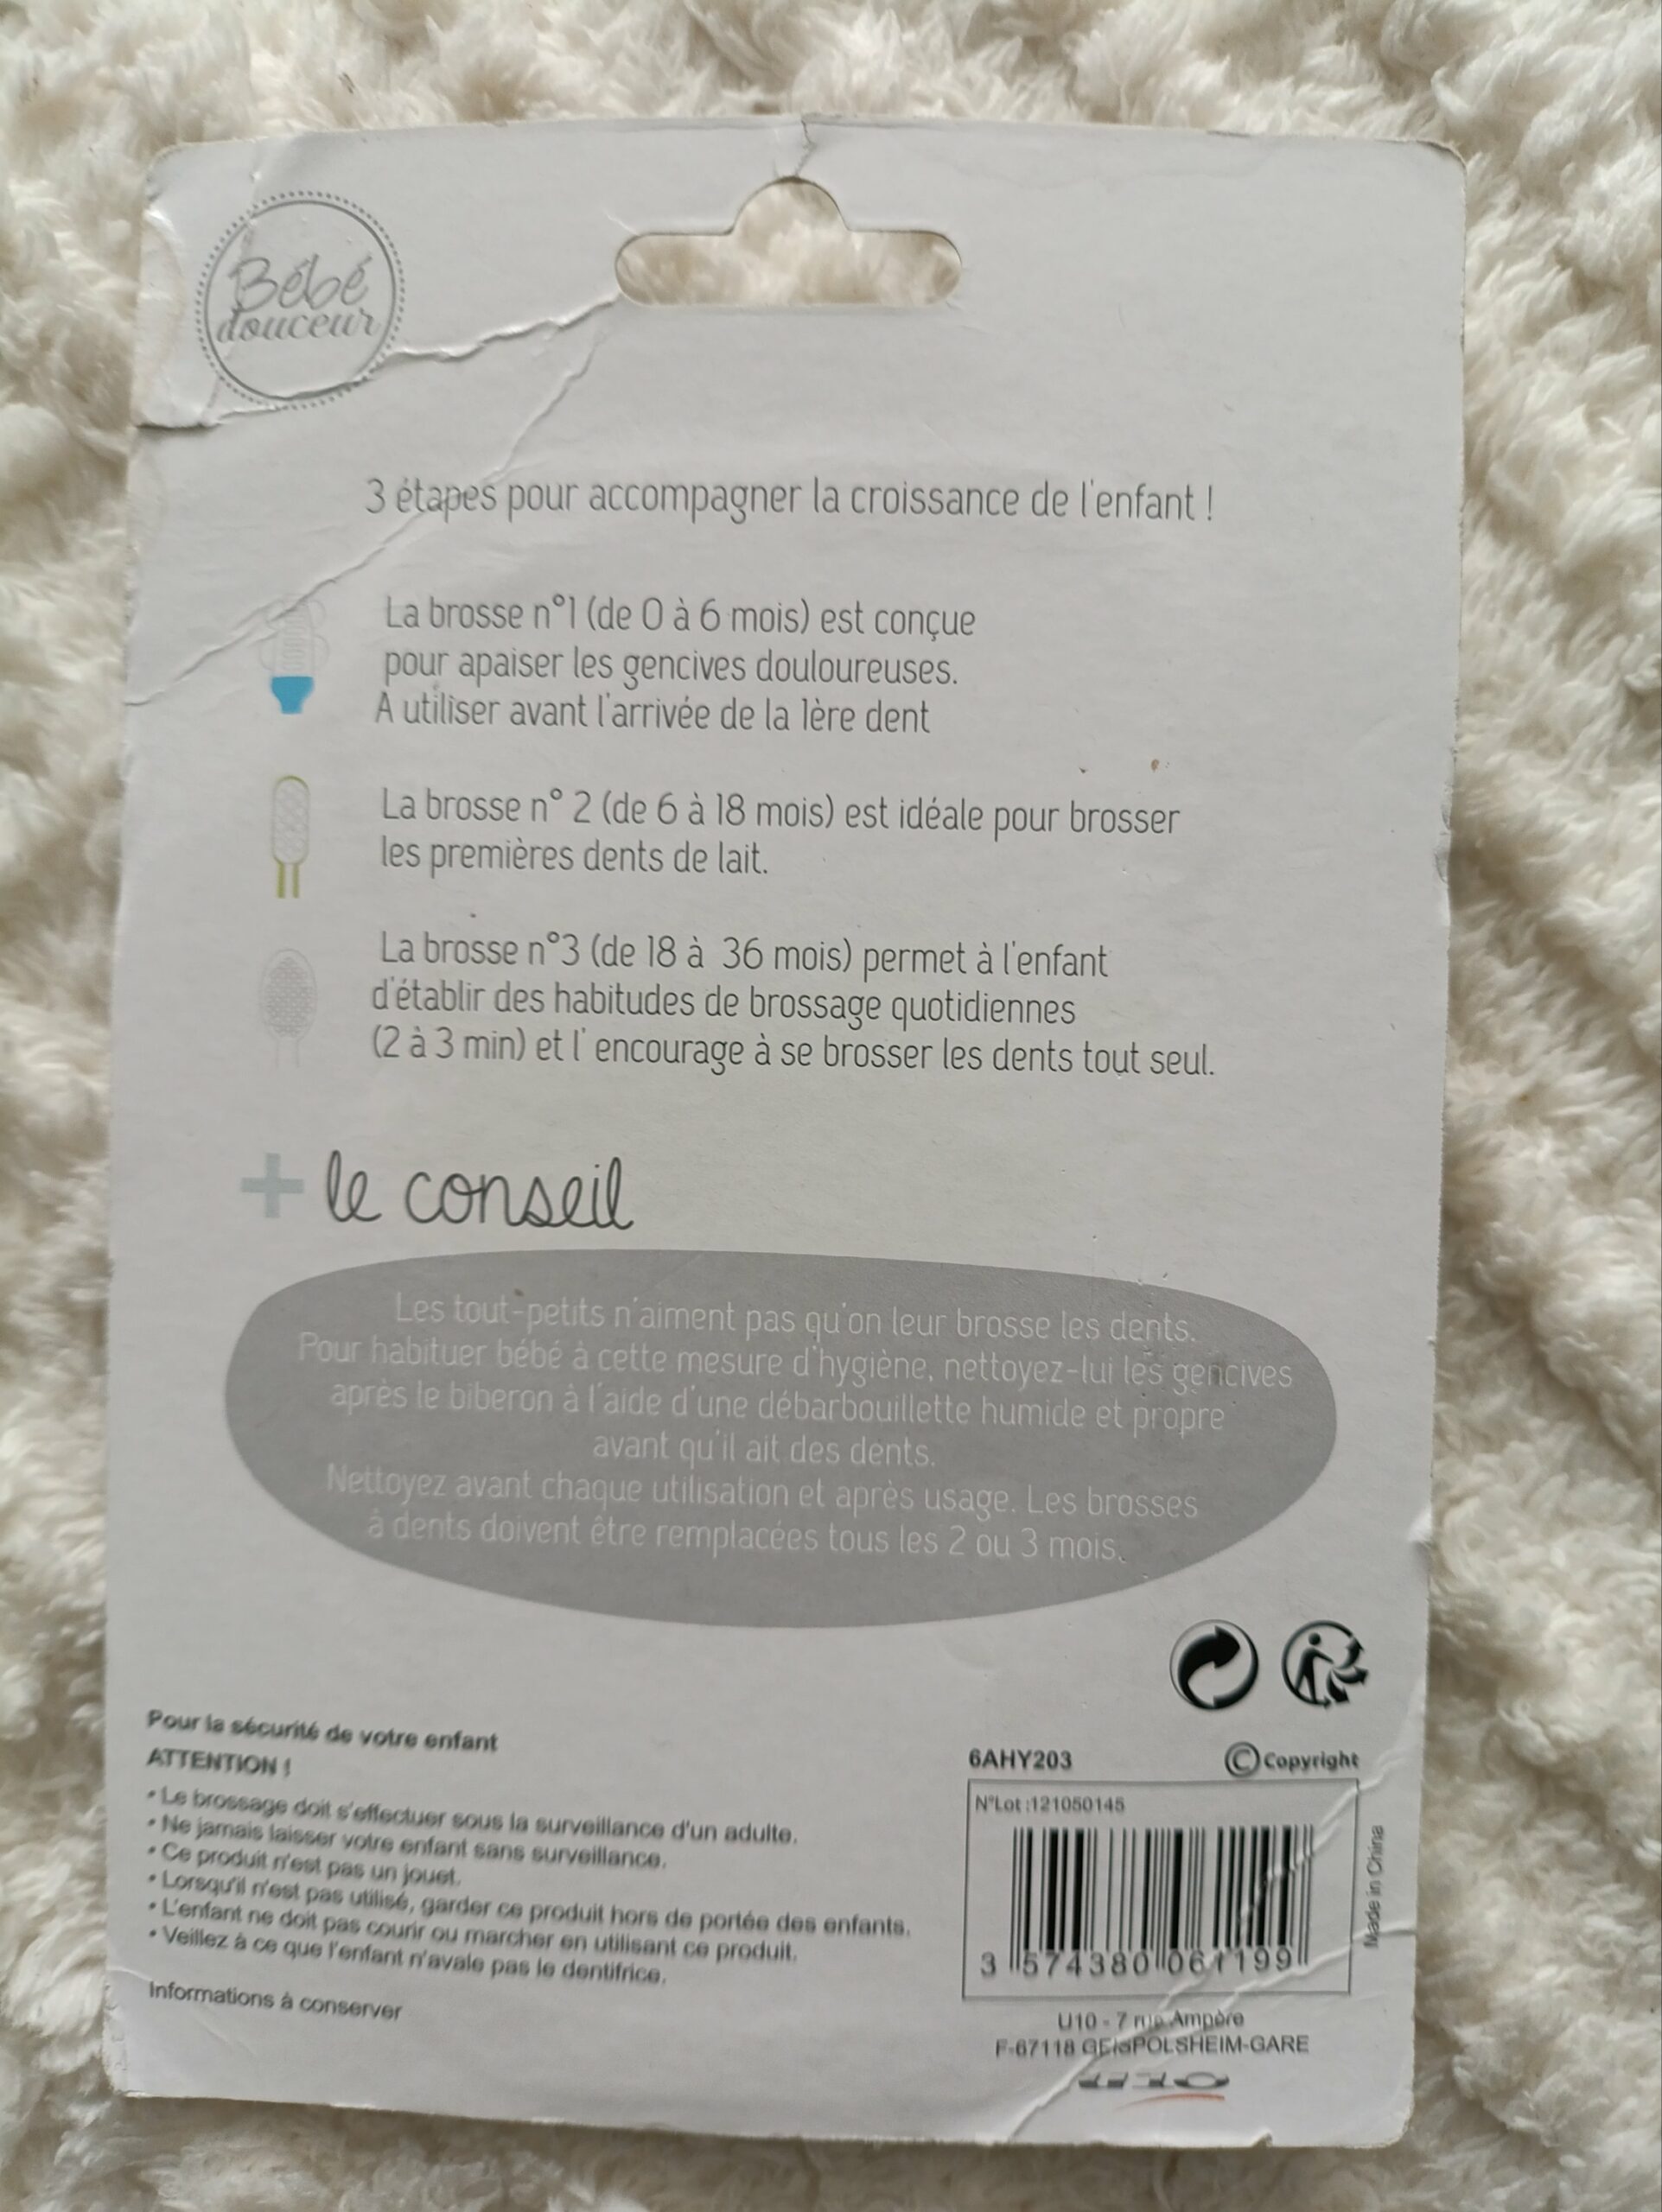 Bébé
douceur
3 étapes pour accompagner la croissance de l'enfant !
La brosse n°1 (de 0 à 6 mois) est conçue
pour apaiser les gencives douloureuses.
A utiliser avant l'arrivée de la 1ère dent
La brosse n° 2 (de 6 à 18 mois) est idéale pour brosser
les premières dents de lait.
La brosse n°3 (de 18 à 36 mois) permet à l'enfant
d'établir des habitudes de brossage quotidiennes
(2 à 3 min) et l' encourage à se brosser les dents tout seul.
+ le conseil
Les tout-petits n'aiment pas qu'on leur brosse les dents.
Pour habituer bébé à cette mesure d'hygiène, nettoyez-lui les gencives
après le biberon à l'aide d'une débarbouillette humide et propre
avant qu'il ait des dents.
Nettoyez avant chaque utilisation et après usage. Les brosses
à dents doivent être remplacées tous les 2 ou 3 mois.
Pour la sécurité de votre enfant
ATTENTION !
• Le brossage doit s'effectuer sous la surveillance d'un adulte.
• Ne jamais laisser votre enfant sans surveillance.
• Ce produit n'est pas un jouet.
• Lorsqu'il n'est pas utilisé, garder ce produit hors de portée des enfants.
• L'enfant ne doit pas courir ou marcher en utilisant ce produit.
• Veillez à ce que l'enfant n'avale pas le dentifrice.
Informations à conserver
6AHY203
© Copyright
N°Lot :121050145
3 574380 061199
Made in China
U10 - 7 rue Ampère
F-67118 GEISPOLSHEIM-GARE
U10